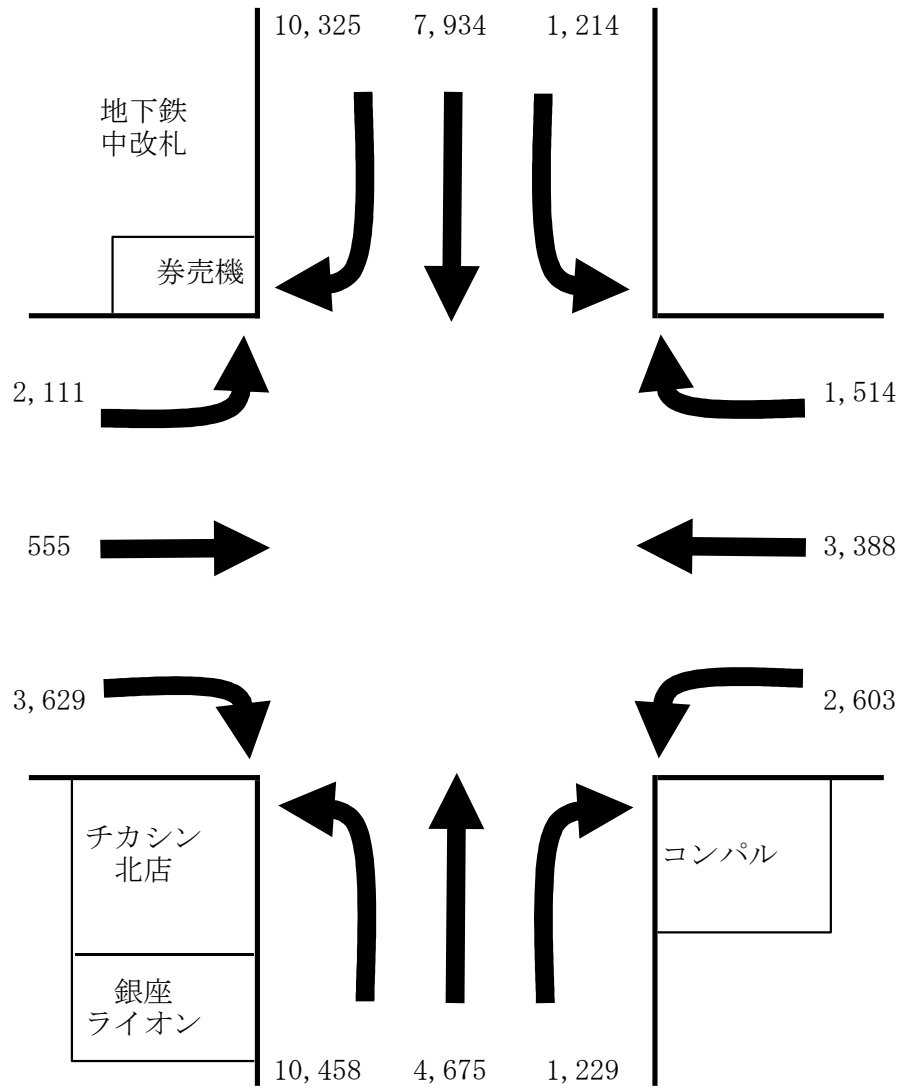 10,325 7,934 1,214
地下鉄
中改札
券売機
2,111 1,514
555 3,388
3,629 2,603
チカシン
北店
コンパル
銀座
ライオン
10,458 4,675 1,229